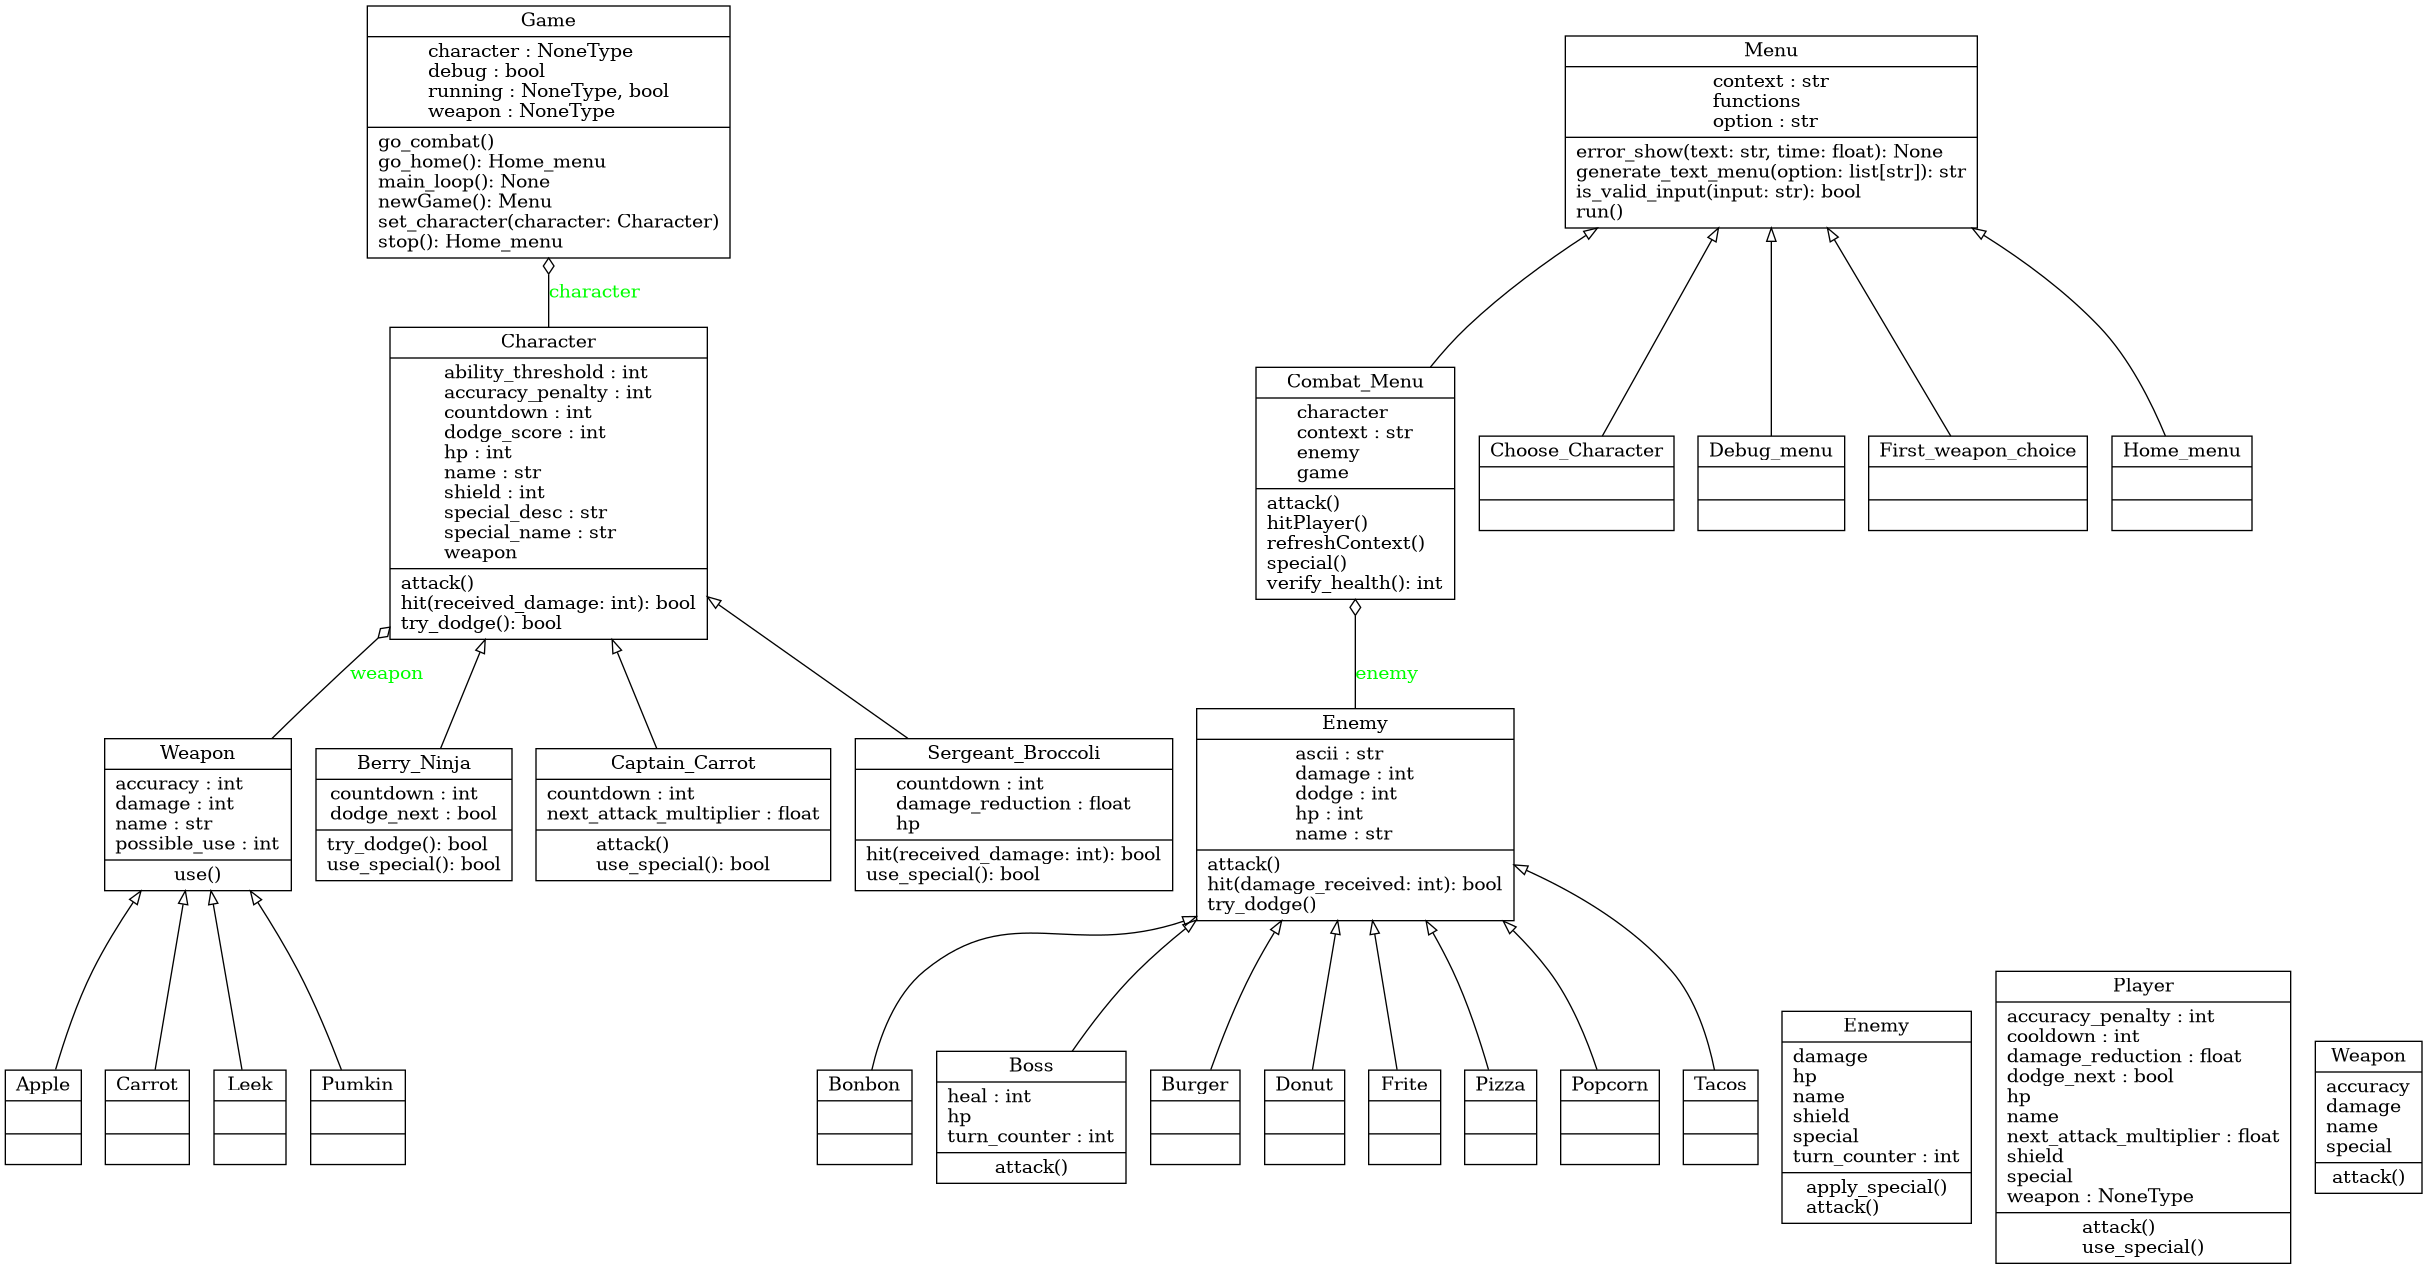 Game
character : NoneType
debug : bool
running : NoneType, bool
weapon : NoneType
go_combat()
go_home(): Home_menu
main_loop(): None
newGame(): Menu
set_character(character: Character)
stop(): Home_menu
Menu
context : str
functions
option : str
error_show(text: str, time: float): None
generate_text_menu(option: list[str]): str
is_valid_input(input: str): bool
run()
character
Character
ability_threshold : int
accuracy_penalty : int
countdown : int
dodge_score : int
hp : int
name : str
shield : int
special_desc : str
special_name : str
weapon
attack()
hit(received_damage: int): bool
try_dodge(): bool
Combat_Menu
character
context : str
enemy
game
attack()
hitPlayer()
refreshContext()
special()
verify_health(): int
Choose_Character
Debug_menu
First_weapon_choice
Home_menu
weapon
enemy
Weapon
accuracy : int
damage : int
name : str
possible_use : int
use()
Berry_Ninja
countdown : int
dodge_next : bool
try_dodge(): bool
use_special(): bool
Captain_Carrot
countdown : int
next_attack_multiplier : float
attack()
use_special(): bool
Sergeant_Broccoli
countdown : int
damage_reduction : float
hp
hit(received_damage: int): bool
use_special(): bool
Enemy
ascii : str
damage : int
dodge : int
hp : int
name : str
attack()
hit(damage_received: int): bool
try_dodge()
Apple
Carrot
Leek
Pumkin
Bonbon
Boss
heal : int
hp
turn_counter : int
attack()
Burger
Donut
Frite
Pizza
Popcorn
Tacos
Enemy
damage
hp
name
shield
special
turn_counter : int
apply_special()
attack()
Player
accuracy_penalty : int
cooldown : int
damage_reduction : float
dodge_next : bool
hp
name
next_attack_multiplier : float
shield
special
weapon : NoneType
attack()
use_special()
Weapon
accuracy
damage
name
special
attack()